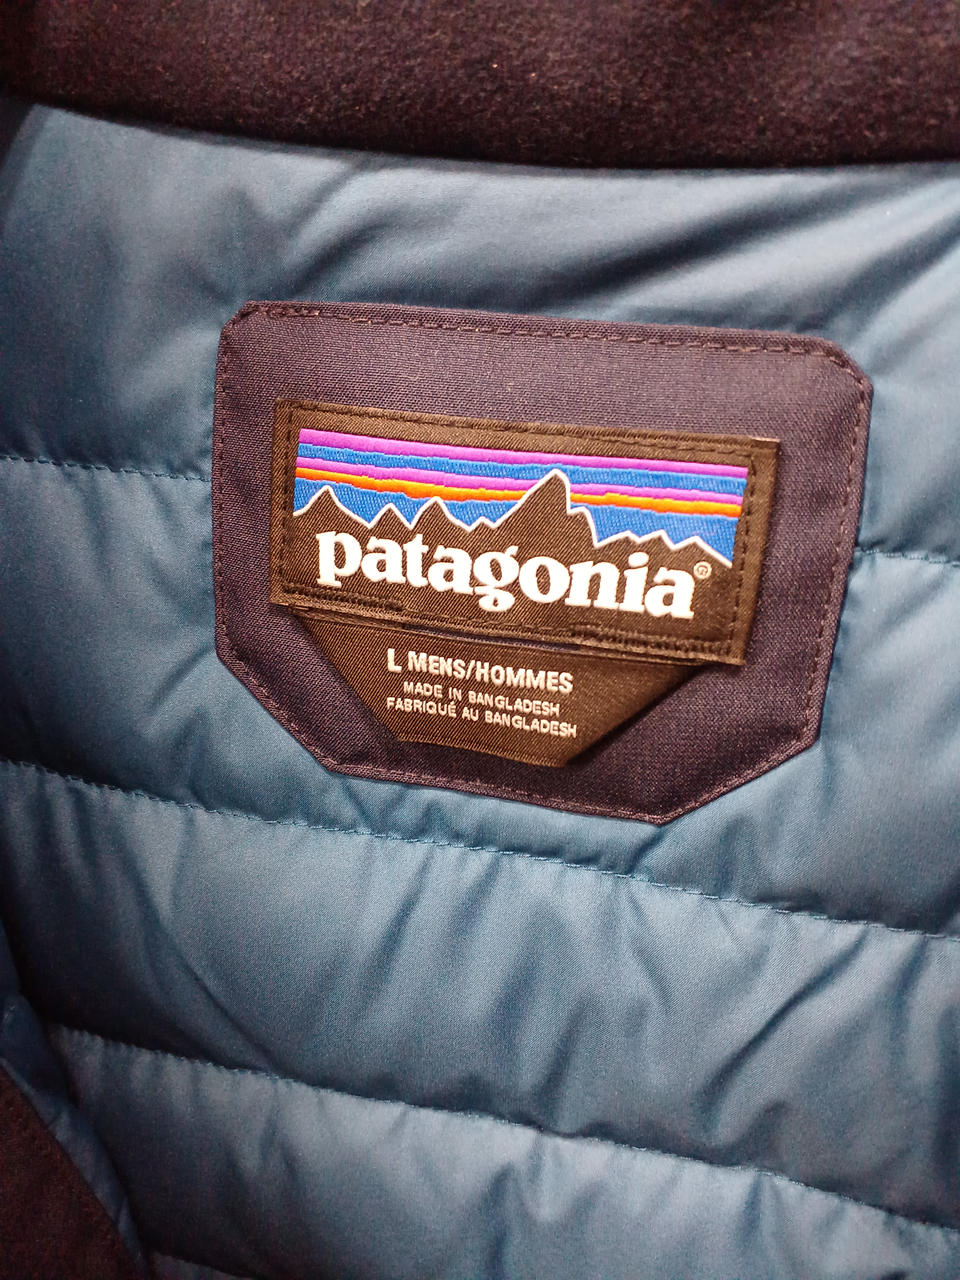 patagonia®
L MENS/HOMMES
MADE IN BANGLADESH
FABRIQUÉ AU BANGLADESH